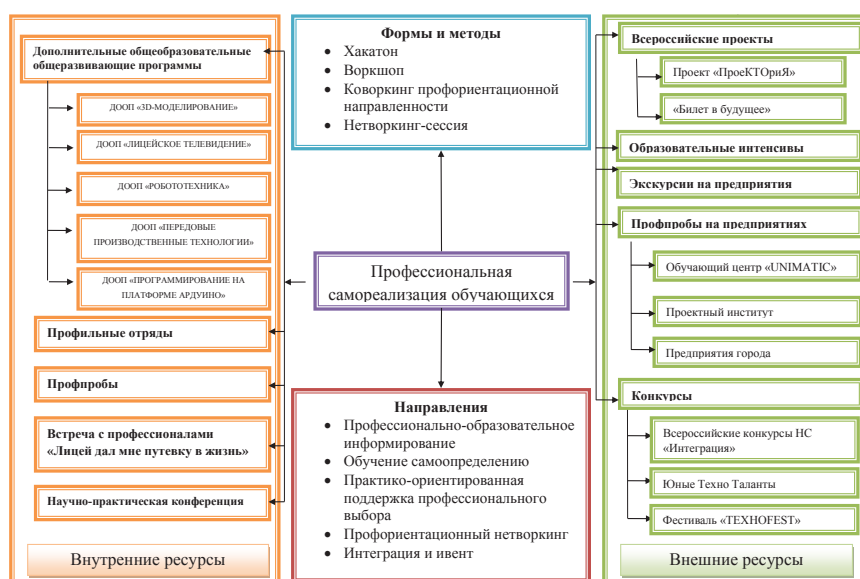 Дополнительные общеобразовательные
общеразвивающие программы
ДООП «3D-МОДЕЛИРОВАНИЕ»
ДООП «ЛИЦЕЙСКОЕ ТЕЛЕВИДЕНИЕ»
ДООП «РОБОТОТЕХНИКА»
ДООП «ПЕРЕДОВЫЕ
ПРОИЗВОДСТВЕННЫЕ ТЕХНОЛОГИИ»
ДООП «ПРОГРАММИРОВАНИЕ НА
ПЛАТФОРМЕ АРДУИНО»
Профильные отряды
Профпробы
Встреча с профессионалами
«Лицей дал мне путевку в жизнь»
Научно-практическая конференция
Внутренние ресурсы
Формы и методы
• Хакатон
• Воркшоп
• Коворкинг профориентационной
направленности
• Нетворкинг-сессия
Профессиональная
самореализация обучающихся
Направления
• Профессионально-образовательное
информирование
• Обучение самоопределению
• Практико-ориентированная
поддержка профессионального
выбора
• Профориентационный нетворкинг
• Интеграция и ивент
Всероссийские проекты
Проект «ПроеКТОриЯ»
«Билет в будущее»
Образовательные интенсивы
Экскурсии на предприятия
Профпробы на предприятиях
Обучающий центр «UNIMATIC»
Проектный институт
Предприятия города
Конкурсы
Всероссийские конкурсы НС
«Интеграция»
Юные Техно Таланты
Фестиваль «ТЕХНОFEST»
Внешние ресурсы